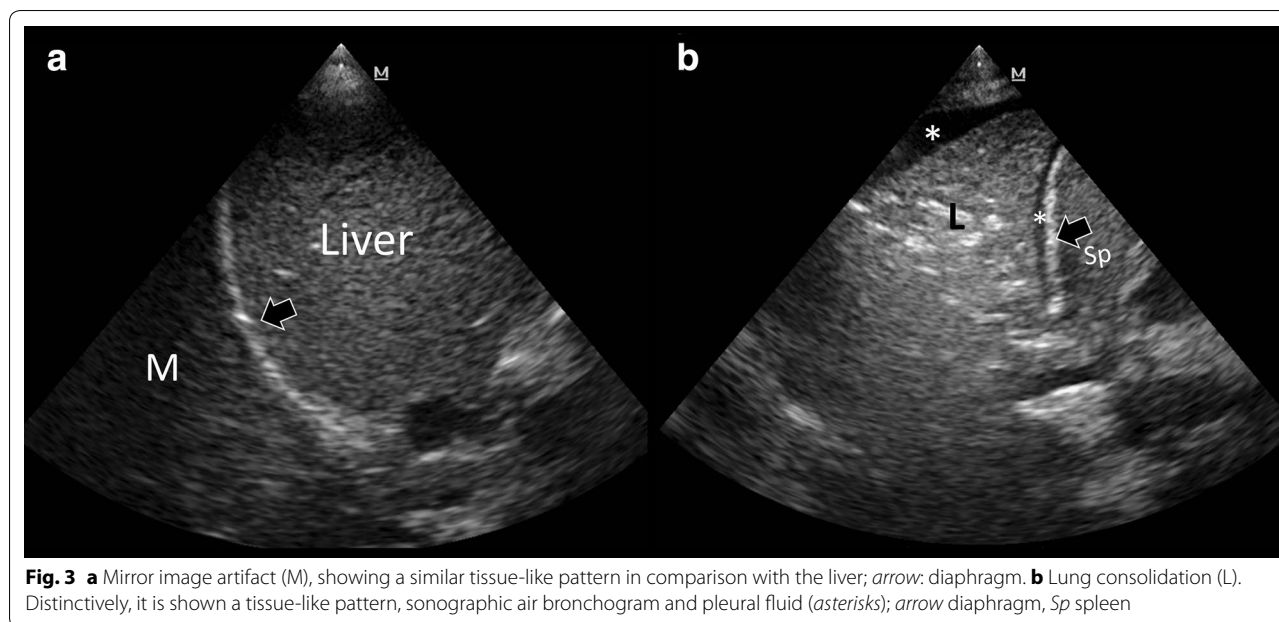 a
M
Liver
M
b
M
*
L
*
Sp
Fig. 3 a Mirror image artifact (M), showing a similar tissue-like pattern in comparison with the liver; arrow: diaphragm. b Lung consolidation (L).
Distinctively, it is shown a tissue-like pattern, sonographic air bronchogram and pleural fluid (asterisks); arrow diaphragm, Sp spleen